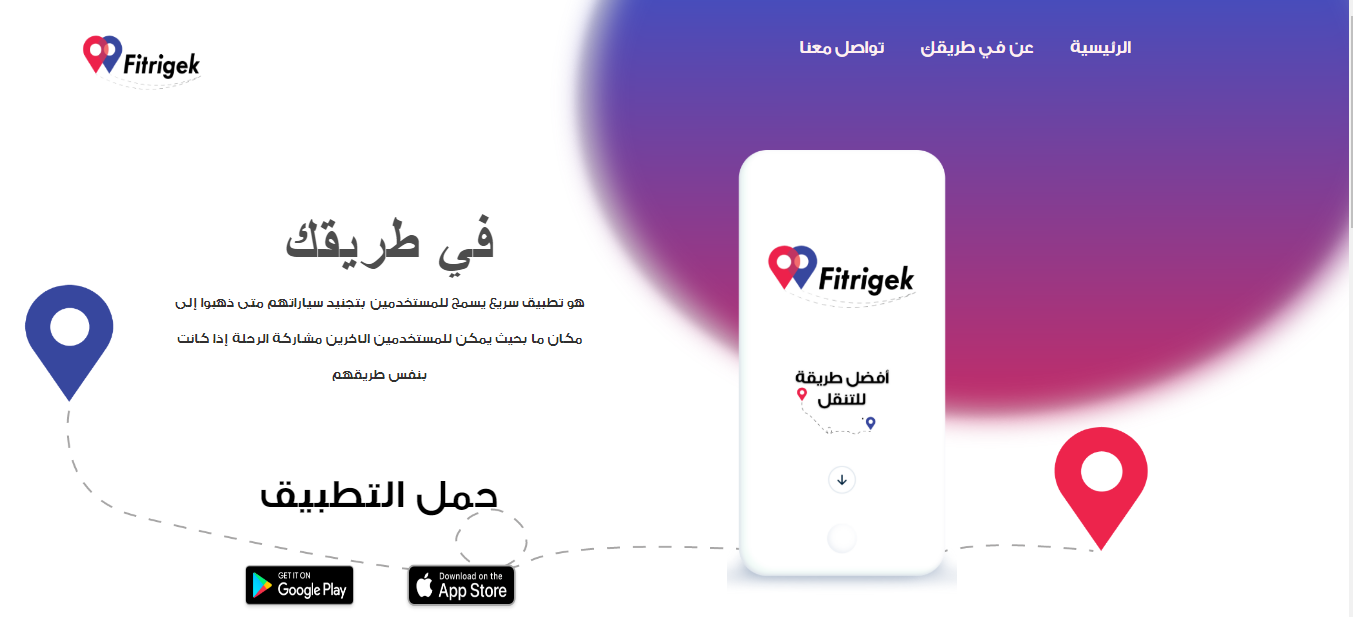 الرئيسية
عن في طريقك
تواصل معنا
Fitrigek
في طريقك
هو تطبيق سريع يسمح للمستخدمين بتجنيد سياراتهم متى ذهبوا إلى
مكان ما بحيث يمكن للمستخدمين الاخرين مشاركة الرحلة إذا كانت
بنفس طريقهم
حمل التطبيق
GET IT ON
Google Play
Download on the
App Store
Fitrigek
أفضل طريقة
للتنقل